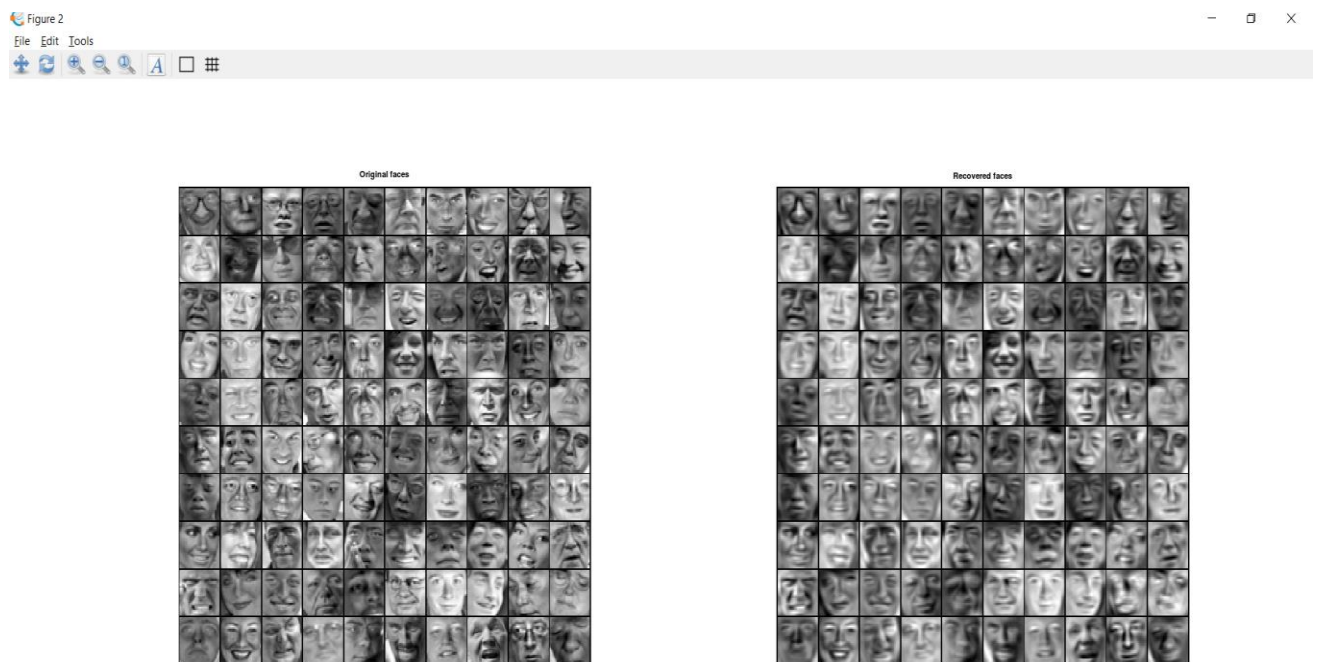 Figure 2
File Edit Tools
A
Original faces
Recovered faces